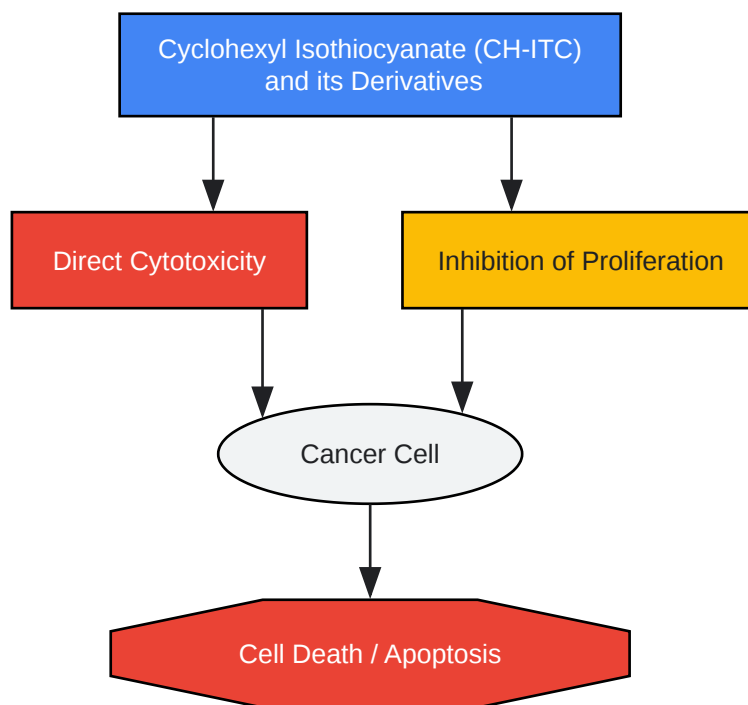 Cyclohexyl Isothiocyanate (CH-ITC)
and its Derivatives
Direct Cytotoxicity
Inhibition of Proliferation
Cancer Cell
Cell Death / Apoptosis